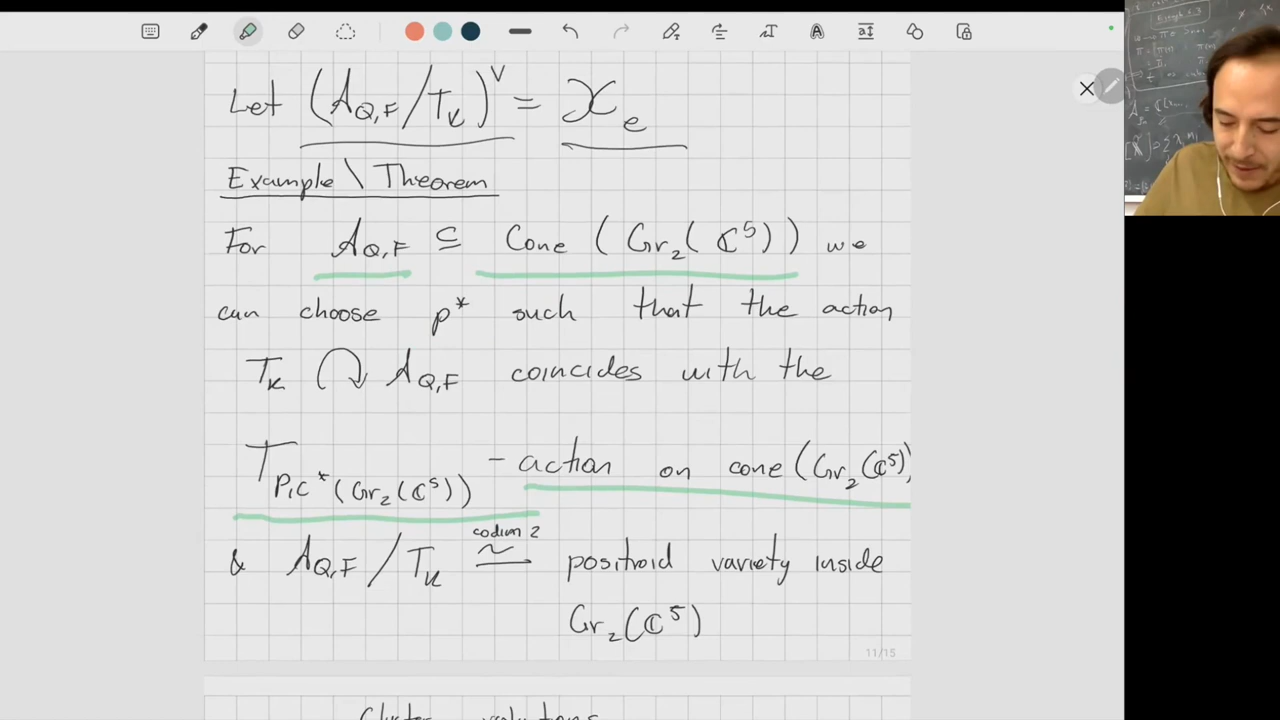 Let (A_{Q,F}/T_K)^∨ = 𝒳_e
Example \ Theorem
For A_{Q,F} ⊆ Cone (Gr_2(ℂ^5)) we
can choose p* such that the action
T_K ↷ A_{Q,F} coincides with the
T_{Pic*(Gr_2(ℂ^5))} - action on cone(Gr_2(ℂ^5)
& A_{Q,F}/T_K ≃ codim 2 positroid variety inside
Gr_2(ℂ^5)
11/15